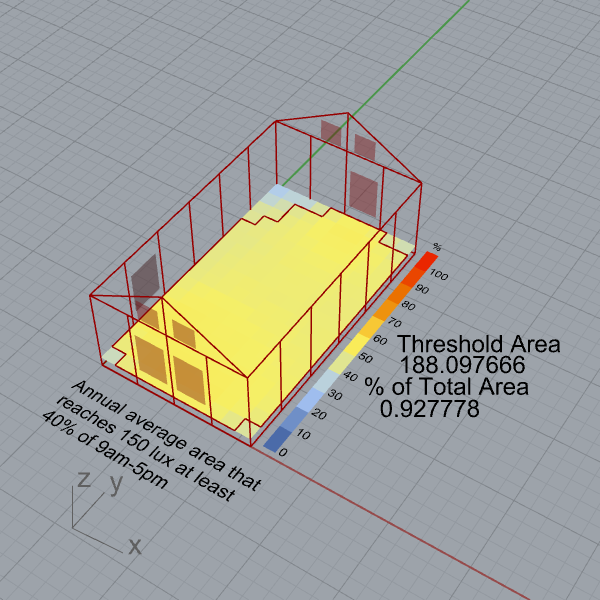 %
100
90
80
70
60
50
40
30
20
10
0
Threshold Area
188.097666
% of Total Area
0.927778
Annual average area that
reaches 150 lux at least
40% of 9am-5pm
z
y
x